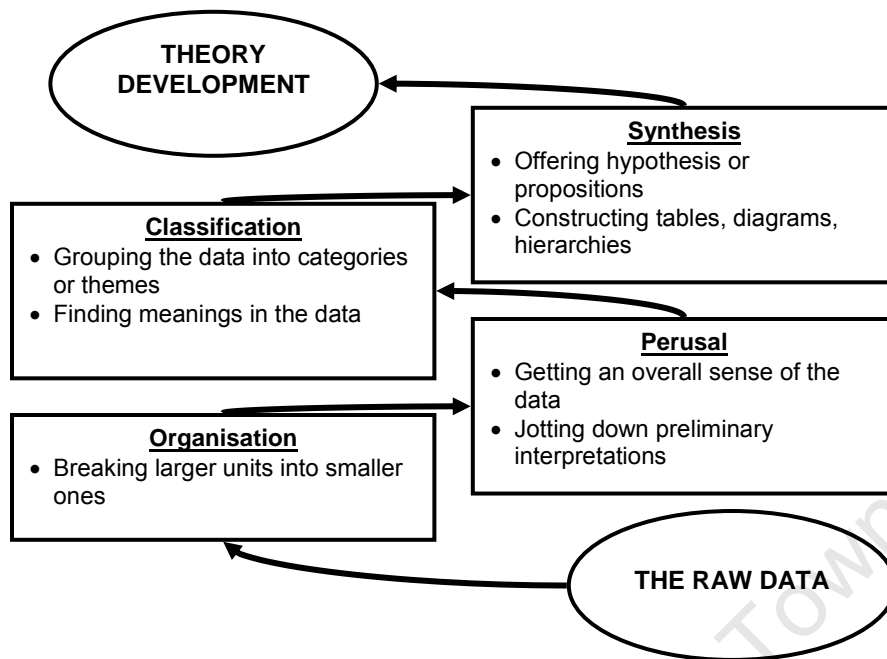 THEORY
DEVELOPMENT
Synthesis
• Offering hypothesis or
propositions
• Constructing tables, diagrams,
hierarchies
Classification
• Grouping the data into categories
or themes
• Finding meanings in the data
Perusal
• Getting an overall sense of the
data
• Jotting down preliminary
interpretations
Organisation
• Breaking larger units into smaller
ones
THE RAW DATA
Town